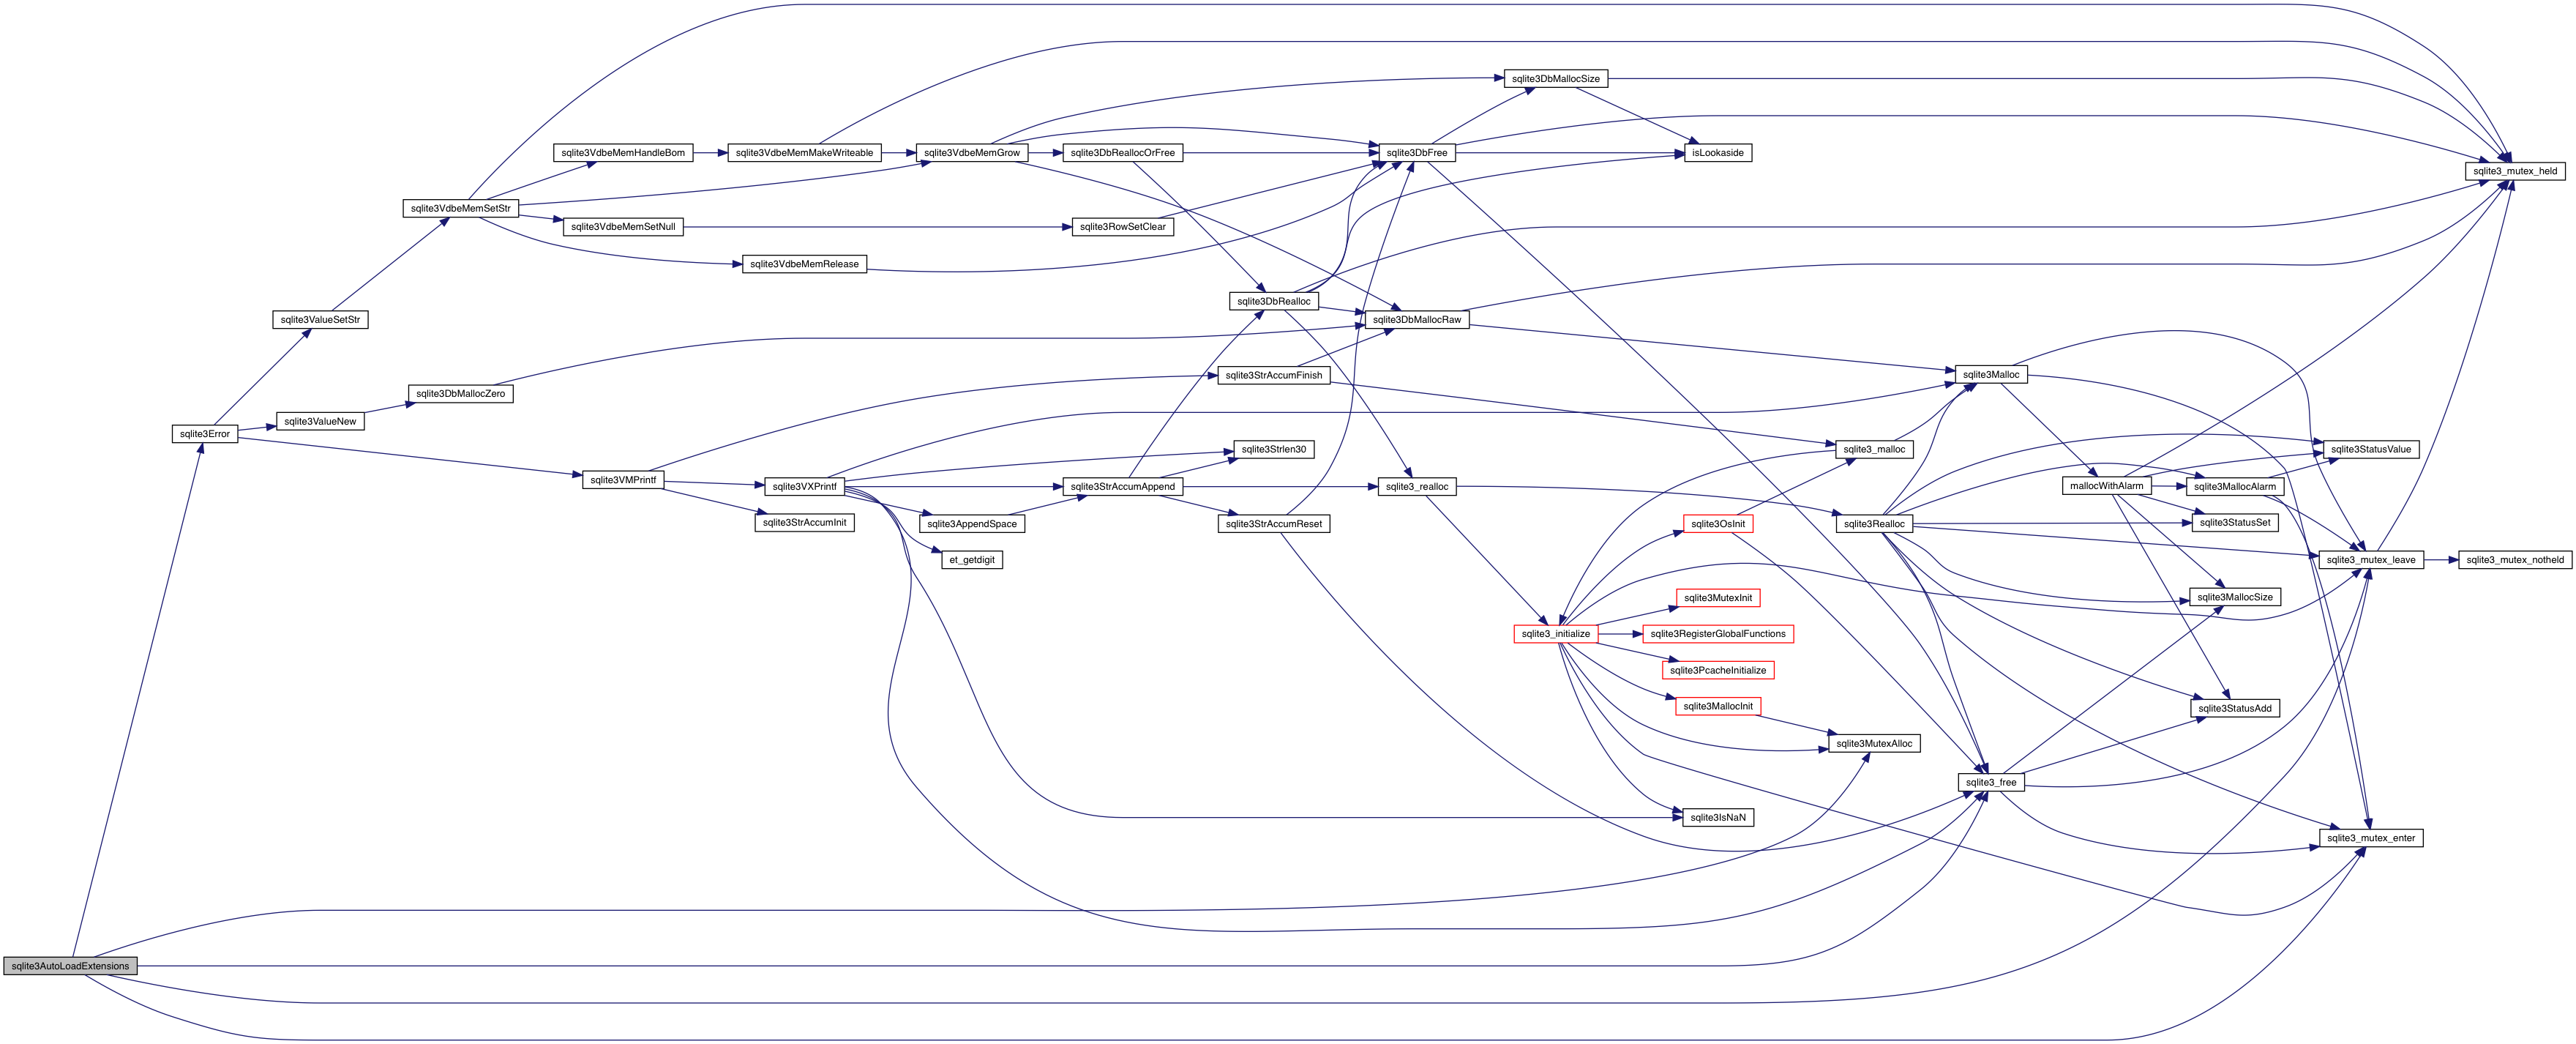 sqlite3AutoLoadExtensions
sqlite3Error
sqlite3ValueSetStr
sqlite3ValueNew
sqlite3VdbeMemSetStr
sqlite3DbMallocZero
sqlite3VdbeMemHandleBom
sqlite3VdbeMemSetNull
sqlite3VMPrintf
sqlite3VdbeMemMakeWriteable
sqlite3VdbeMemRelease
sqlite3VXPrintf
sqlite3StrAccumInit
sqlite3VdbeMemGrow
sqlite3AppendSpace
et_getdigit
sqlite3DbReallocOrFree
sqlite3RowSetClear
sqlite3StrAccumAppend
sqlite3DbRealloc
sqlite3StrAccumFinish
sqlite3Strlen30
sqlite3StrAccumReset
sqlite3DbFree
sqlite3DbMallocRaw
sqlite3_realloc
sqlite3DbMallocSize
sqlite3_initialize
isLookaside
sqlite3OsInit
sqlite3MutexInit
sqlite3RegisterGlobalFunctions
sqlite3PcacheInitialize
sqlite3MallocInit
sqlite3IsNaN
sqlite3_malloc
sqlite3Realloc
sqlite3MutexAlloc
sqlite3Malloc
sqlite3_free
mallocWithAlarm
sqlite3MallocAlarm
sqlite3StatusSet
sqlite3MallocSize
sqlite3StatusAdd
sqlite3StatusValue
sqlite3_mutex_leave
sqlite3_mutex_enter
sqlite3_mutex_held
sqlite3_mutex_notheld